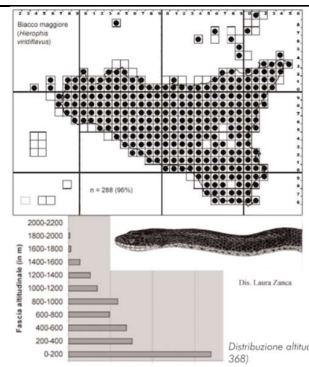 Biacco maggiore
(Hierophis
viridiflavus)
n = 288 (96%)
Fascia altitudinale (in m)
2000-2200
1800-2000
1600-1800
1400-1600
1200-1400
1000-1200
800-1000
600-800
400-600
200-400
0-200
Dis. Laura Zanca
Distribuzione altitud
368)